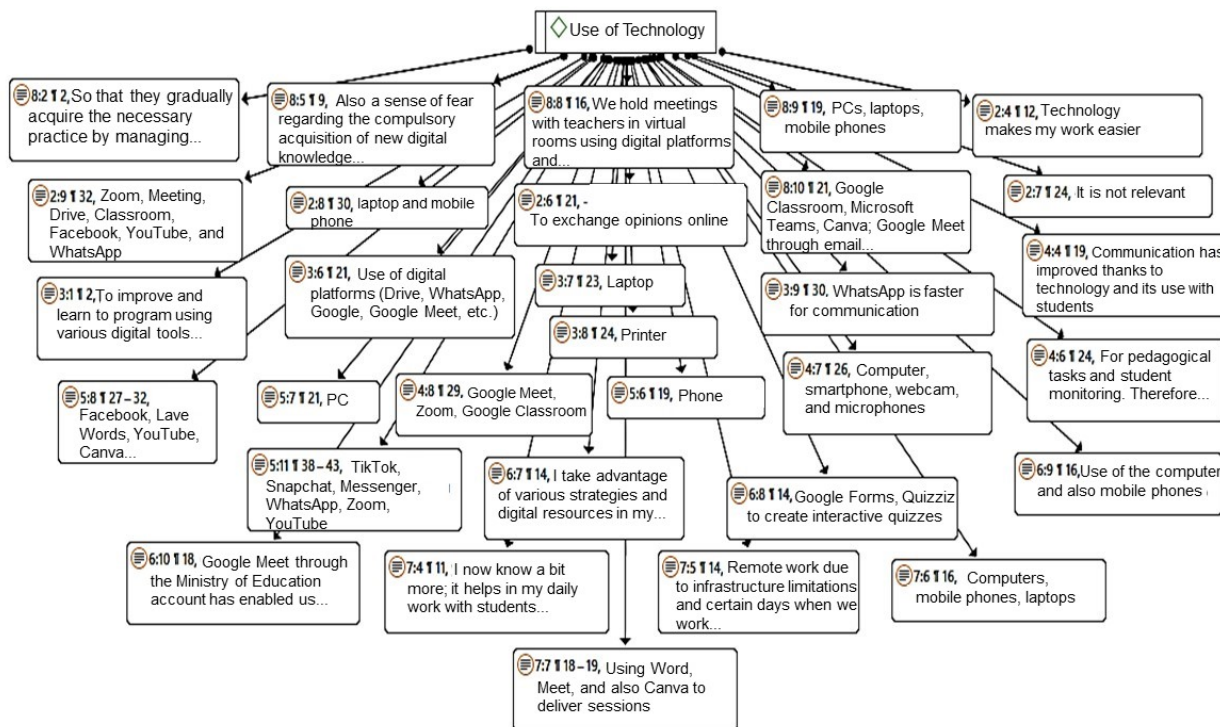 Use of Technology
8:2 ¶ 2, So that they gradually
acquire the necessary
practice by managing...
8:5 ¶ 9, Also a sense of fear
regarding the compulsory
acquisition of new digital
knowledge...
8:8 ¶ 16, We hold meetings
with teachers in virtual
rooms using digital platforms
and...
8:9 ¶ 19, PCs, laptops,
mobile phones
2:4 ¶ 12, Technology
makes my work easier
2:9 ¶ 32, Zoom, Meeting,
Drive, Classroom,
Facebook, YouTube, and
WhatsApp
2:8 ¶ 30, laptop and mobile
phone
2:6 ¶ 21, -
To exchange opinions online
8:10 ¶ 21, Google
Classroom, Microsoft
Teams, Canva; Google Meet
through email...
2:7 ¶ 24, It is not relevant
3:1 ¶ 2, To improve and
learn to program using
various digital tools...
3:6 ¶ 21, Use of digital
platforms (Drive, WhatsApp,
Google, Google Meet, etc.)
3:7 ¶ 23, Laptop
3:9 ¶ 30, WhatsApp is faster
for communication
4:4 ¶ 19, Communication has
improved thanks to
technology and its use with
students
3:8 ¶ 24, Printer
5:8 ¶ 27 – 32,
Facebook, Lave
Words, YouTube,
Canva...
5:7 ¶ 21, PC
4:8 ¶ 29, Google Meet,
Zoom, Google Classroom
5:6 ¶ 19, Phone
4:7 ¶ 26, Computer,
smartphone, webcam,
and microphones
4:6 ¶ 24, For pedagogical
tasks and student
monitoring. Therefore...
5:11 ¶ 38 – 43, TikTok,
Snapchat, Messenger,
WhatsApp, Zoom,
YouTube
6:7 ¶ 14, I take advantage
of various strategies and
digital resources in my...
6:8 ¶ 14, Google Forms, Quizziz
to create interactive quizzes
6:9 ¶ 16, Use of the computer
and also mobile phones
6:10 ¶ 18, Google Meet through
the Ministry of Education
account has enabled us...
7:4 ¶ 11, I now know a bit
more; it helps in my daily
work with students...
7:5 ¶ 14, Remote work due
to infrastructure limitations
and certain days when we
work...
7:6 ¶ 16, Computers,
mobile phones, laptops
7:7 ¶ 18 – 19, Using Word,
Meet, and also Canva to
deliver sessions